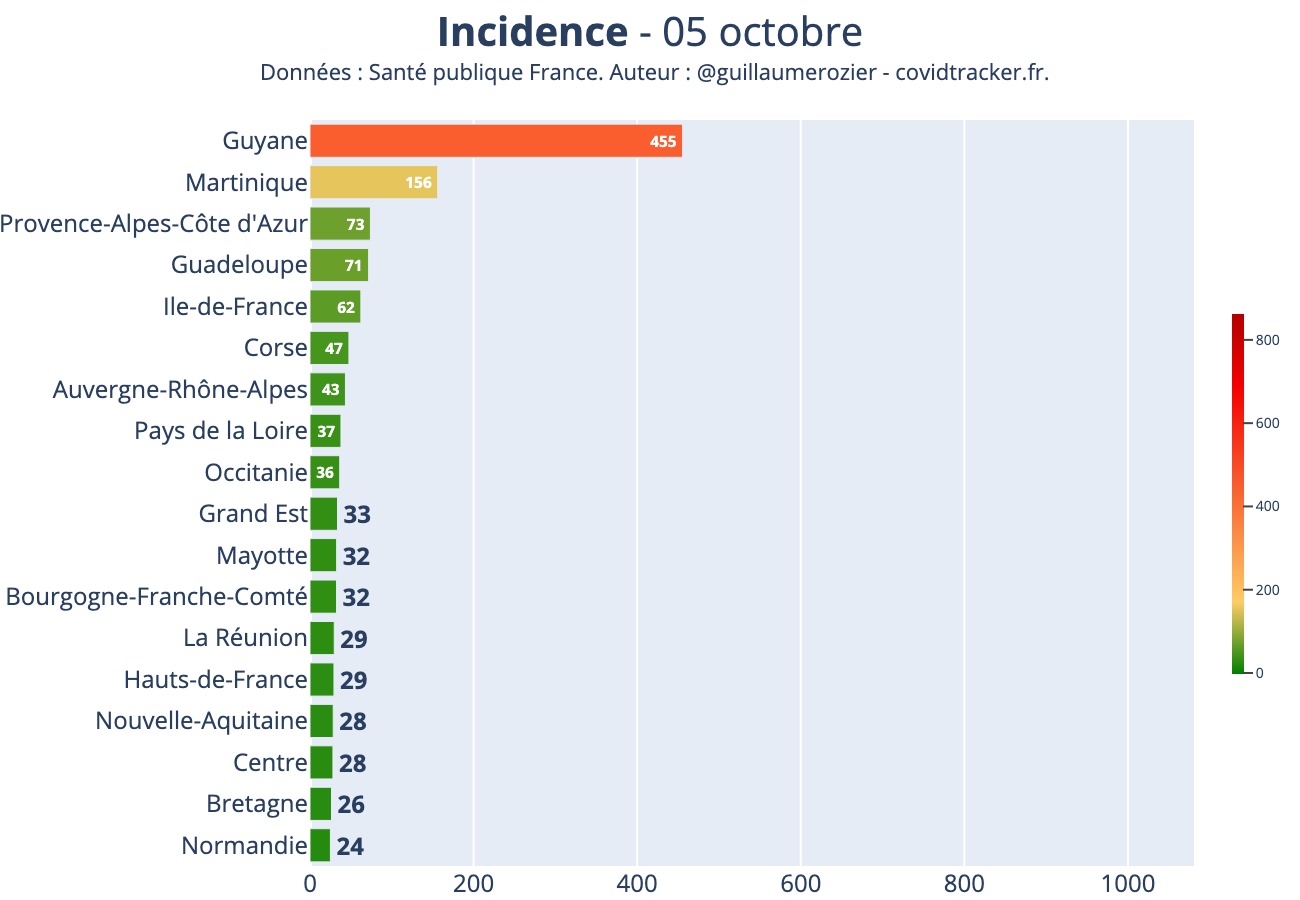 Incidence - 05 octobre
Données : Santé publique France. Auteur : @guillaumerozier - covidtracker.fr.
Guyane 455
Martinique 156
Provence-Alpes-Côte d'Azur 73
Guadeloupe 71
Ile-de-France 62
Corse 47
Auvergne-Rhône-Alpes 43
Pays de la Loire 37
Occitanie 36
Grand Est 33
Mayotte 32
Bourgogne-Franche-Comté 32
La Réunion 29
Hauts-de-France 29
Nouvelle-Aquitaine 28
Centre 28
Bretagne 26
Normandie 24
0 200 400 600 800 1000
800
600
400
200
0